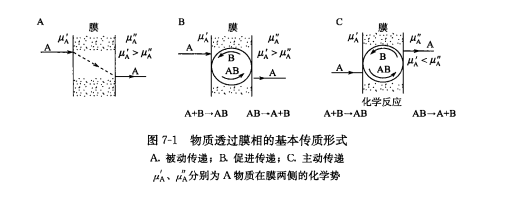 A
膜
μ′A
μ″A
μ′A＞μ″A
A
A
B
膜
μ′A
μ″A
μ′A＞μ″A
A
B
AB
A
A+B→AB
AB→A+B
C
膜
μ′A
μ″A
A
μ′A＜μ″A
B
AB
A
化学反应
A+B→AB
AB→A+B
图 7-1 物质透过膜相的基本传质形式
A. 被动传递；B. 促进传递；C. 主动传递
μ′A、μ″A分别为 A 物质在膜两侧的化学势